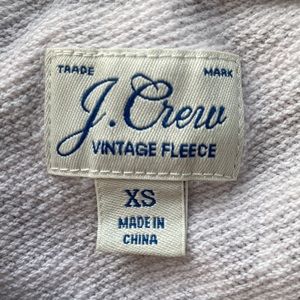 TRADE MARK
J.Crew
VINTAGE FLEECE
XS
MADE IN
CHINA